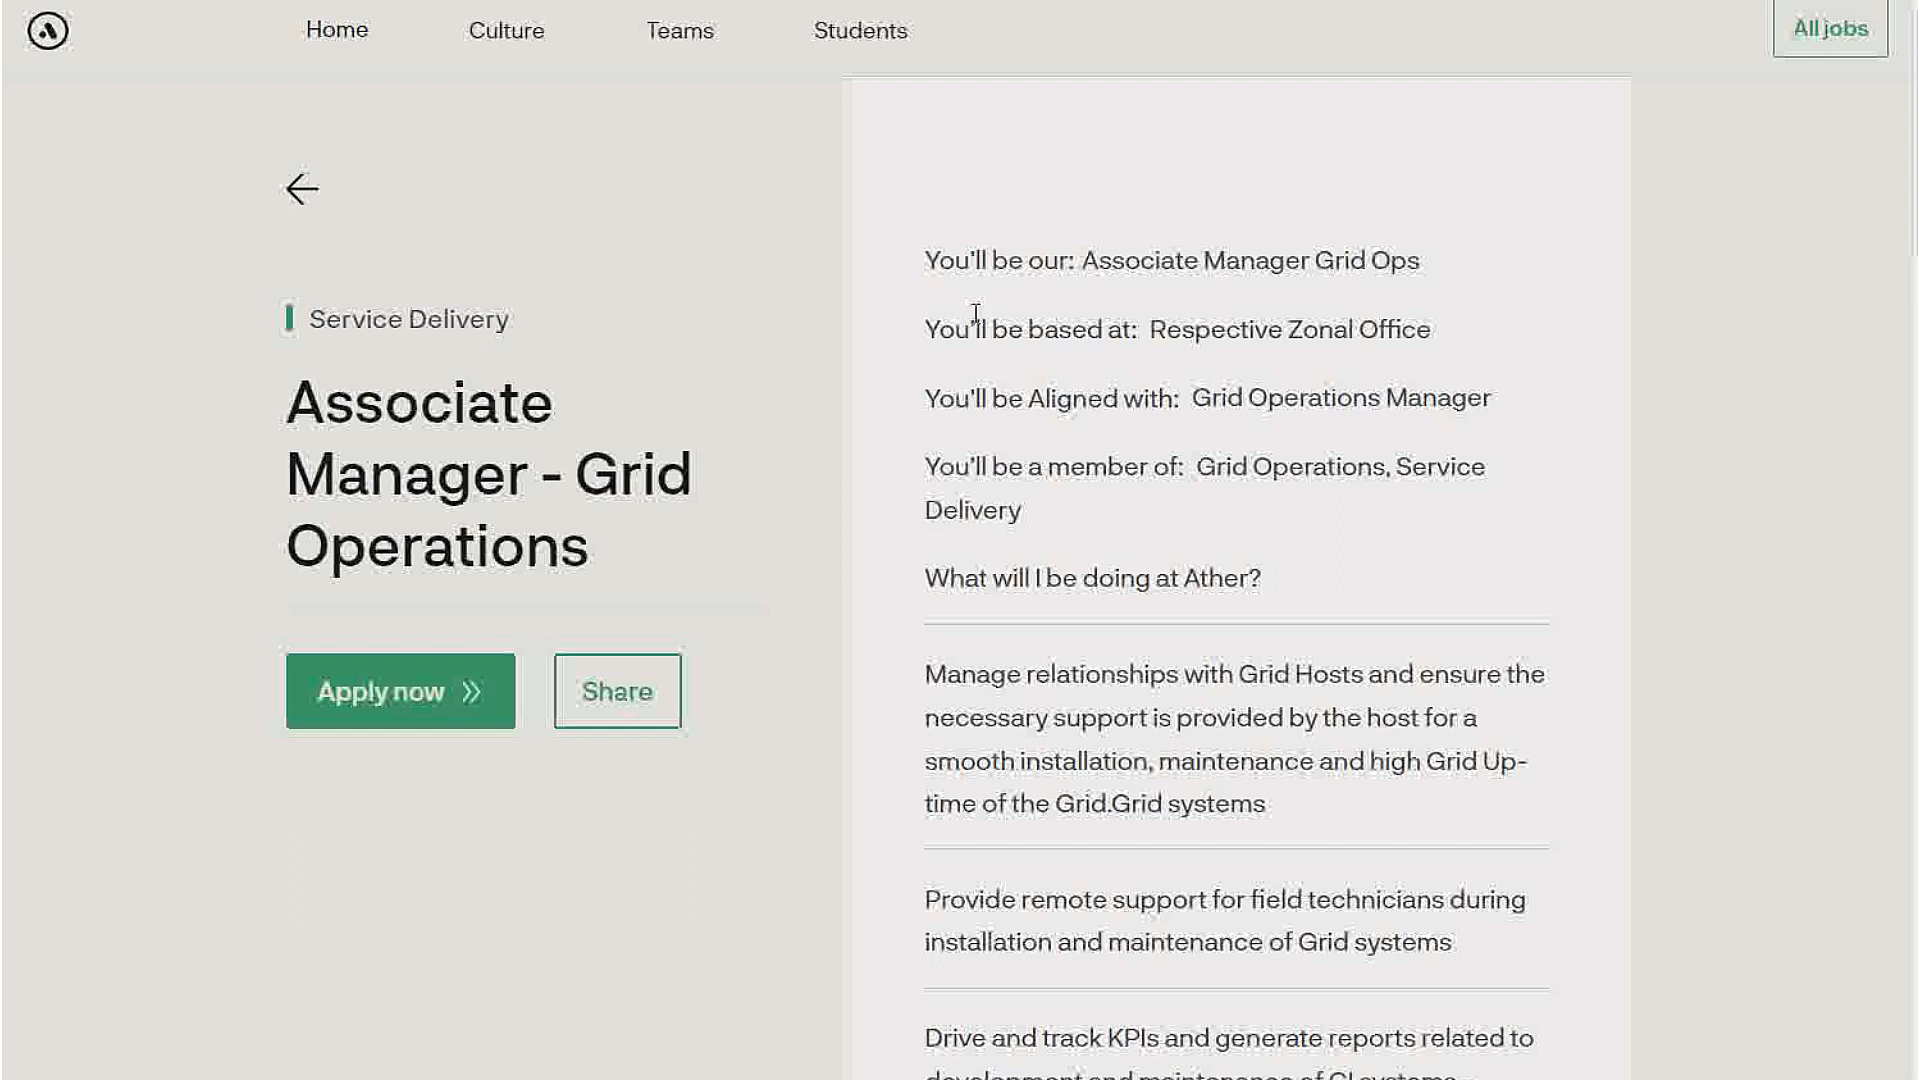 Home Culture Teams Students All jobs
Service Delivery
Associate
Manager - Grid
Operations
Apply now
Share
You'll be our: Associate Manager Grid Ops
You'll be based at: Respective Zonal Office
You'll be Aligned with: Grid Operations Manager
You'll be a member of: Grid Operations, Service
Delivery
What will I be doing at Ather?
Manage relationships with Grid Hosts and ensure the
necessary support is provided by the host for a
smooth installation, maintenance and high Grid Up-
time of the Grid.Grid systems
Provide remote support for field technicians during
installation and maintenance of Grid systems
Drive and track KPIs and generate reports related to